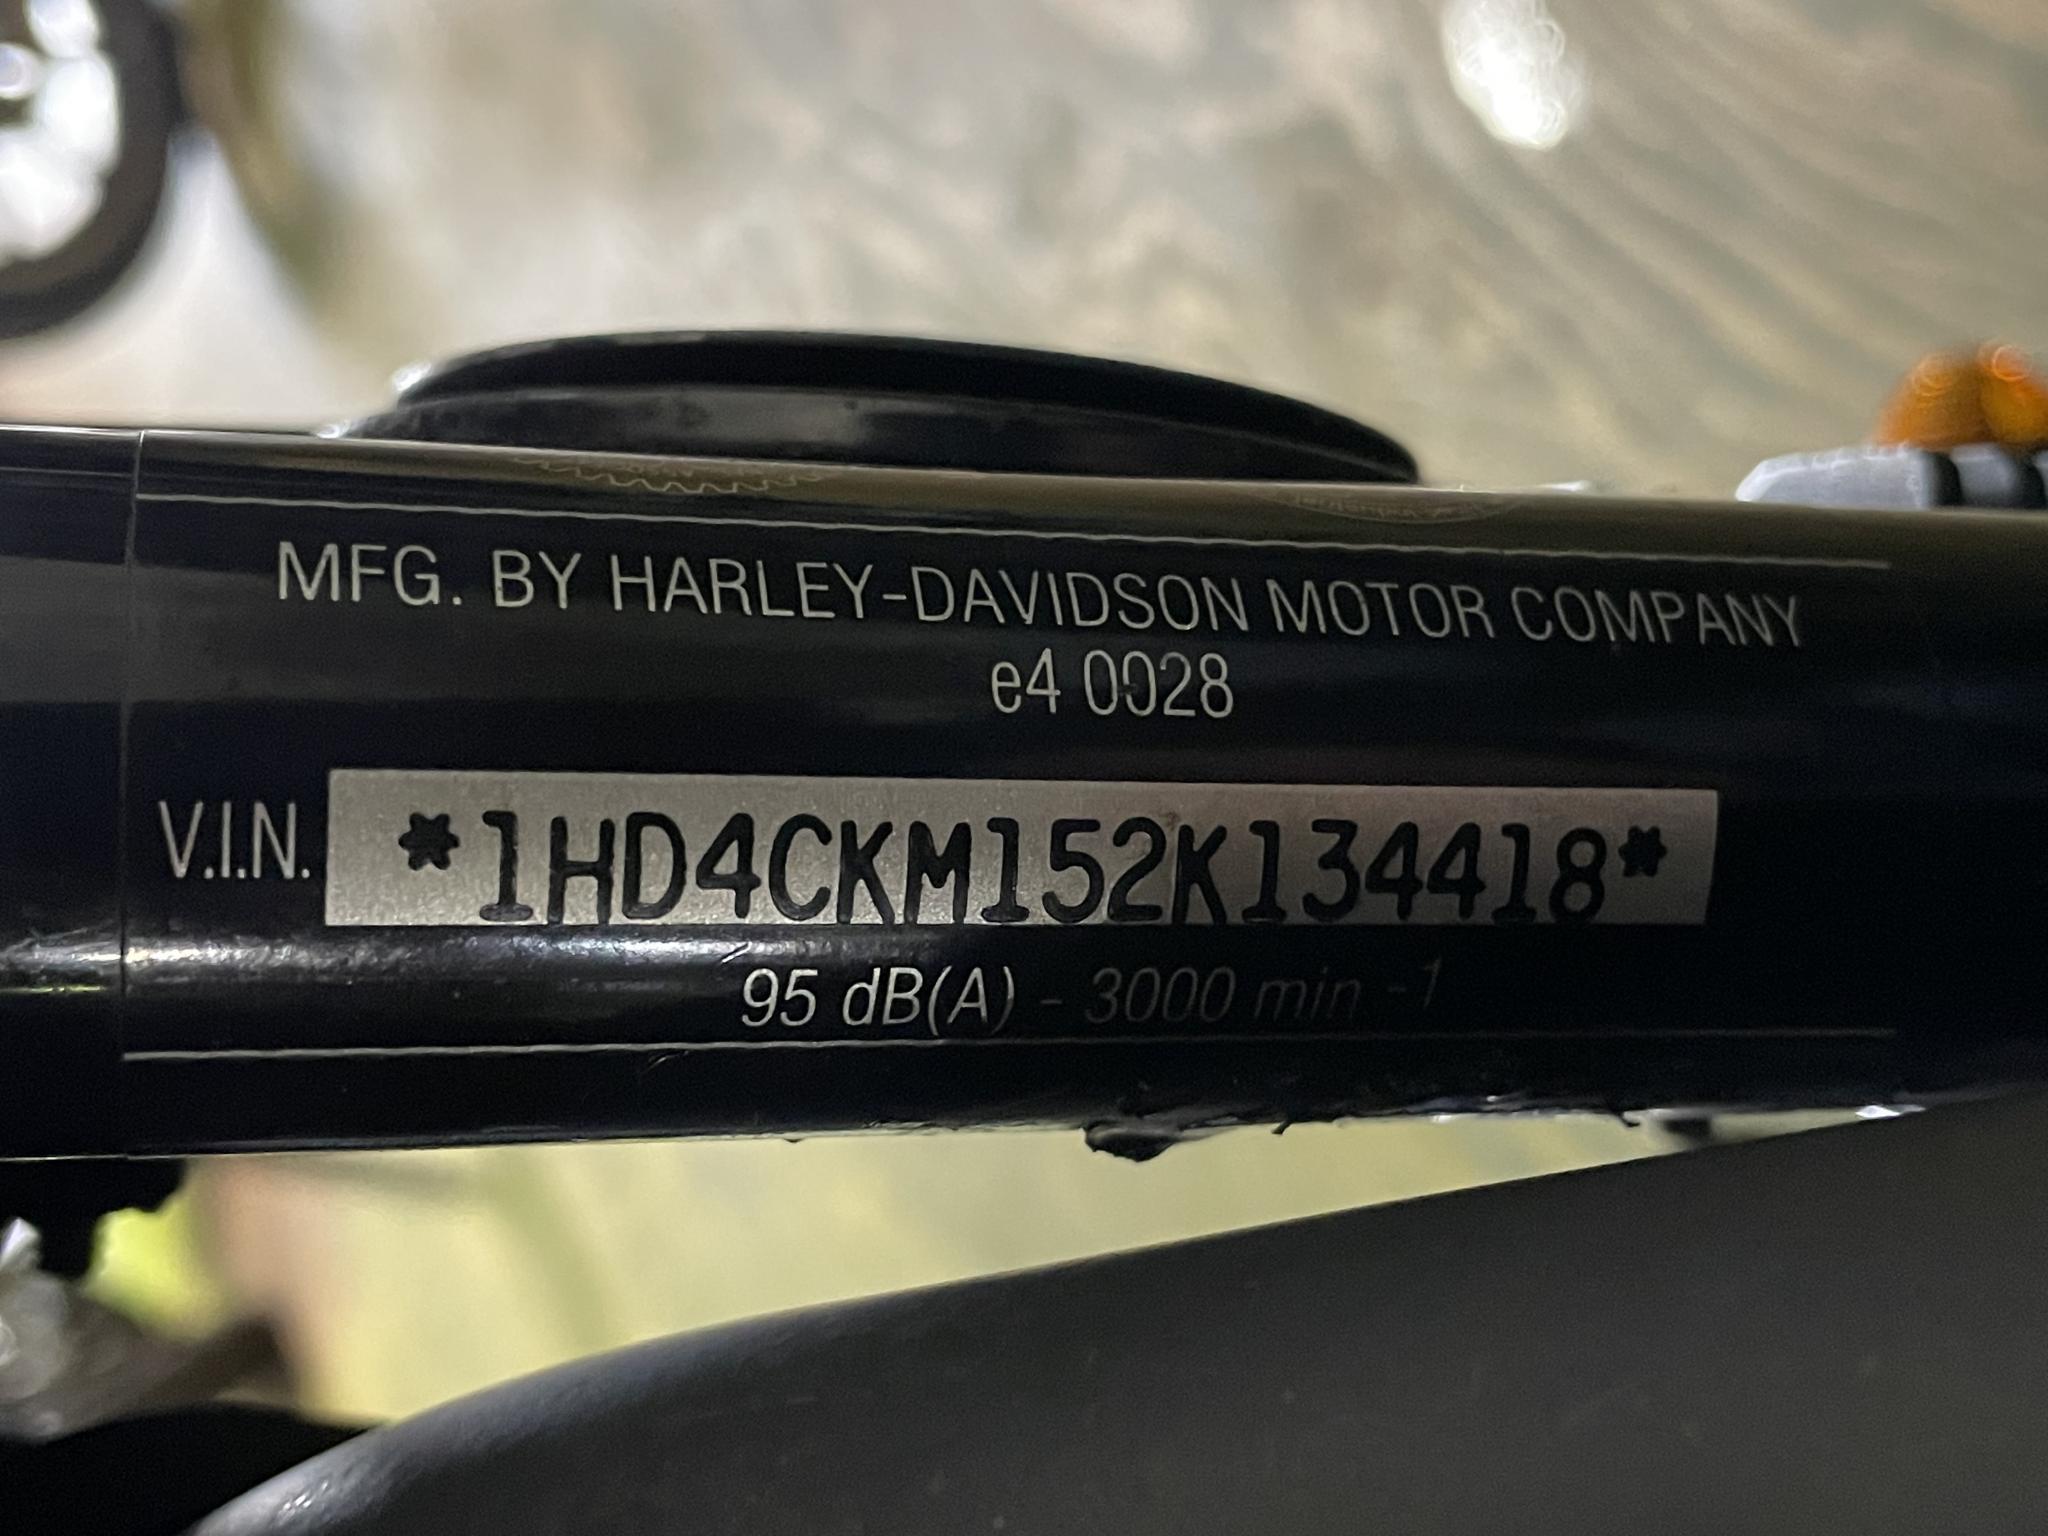 MFG. BY HARLEY-DAVIDSON MOTOR COMPANY
e4 0028
V.I.N. *1HD4CKM152K134418*
95 dB(A) - 3000 min -1